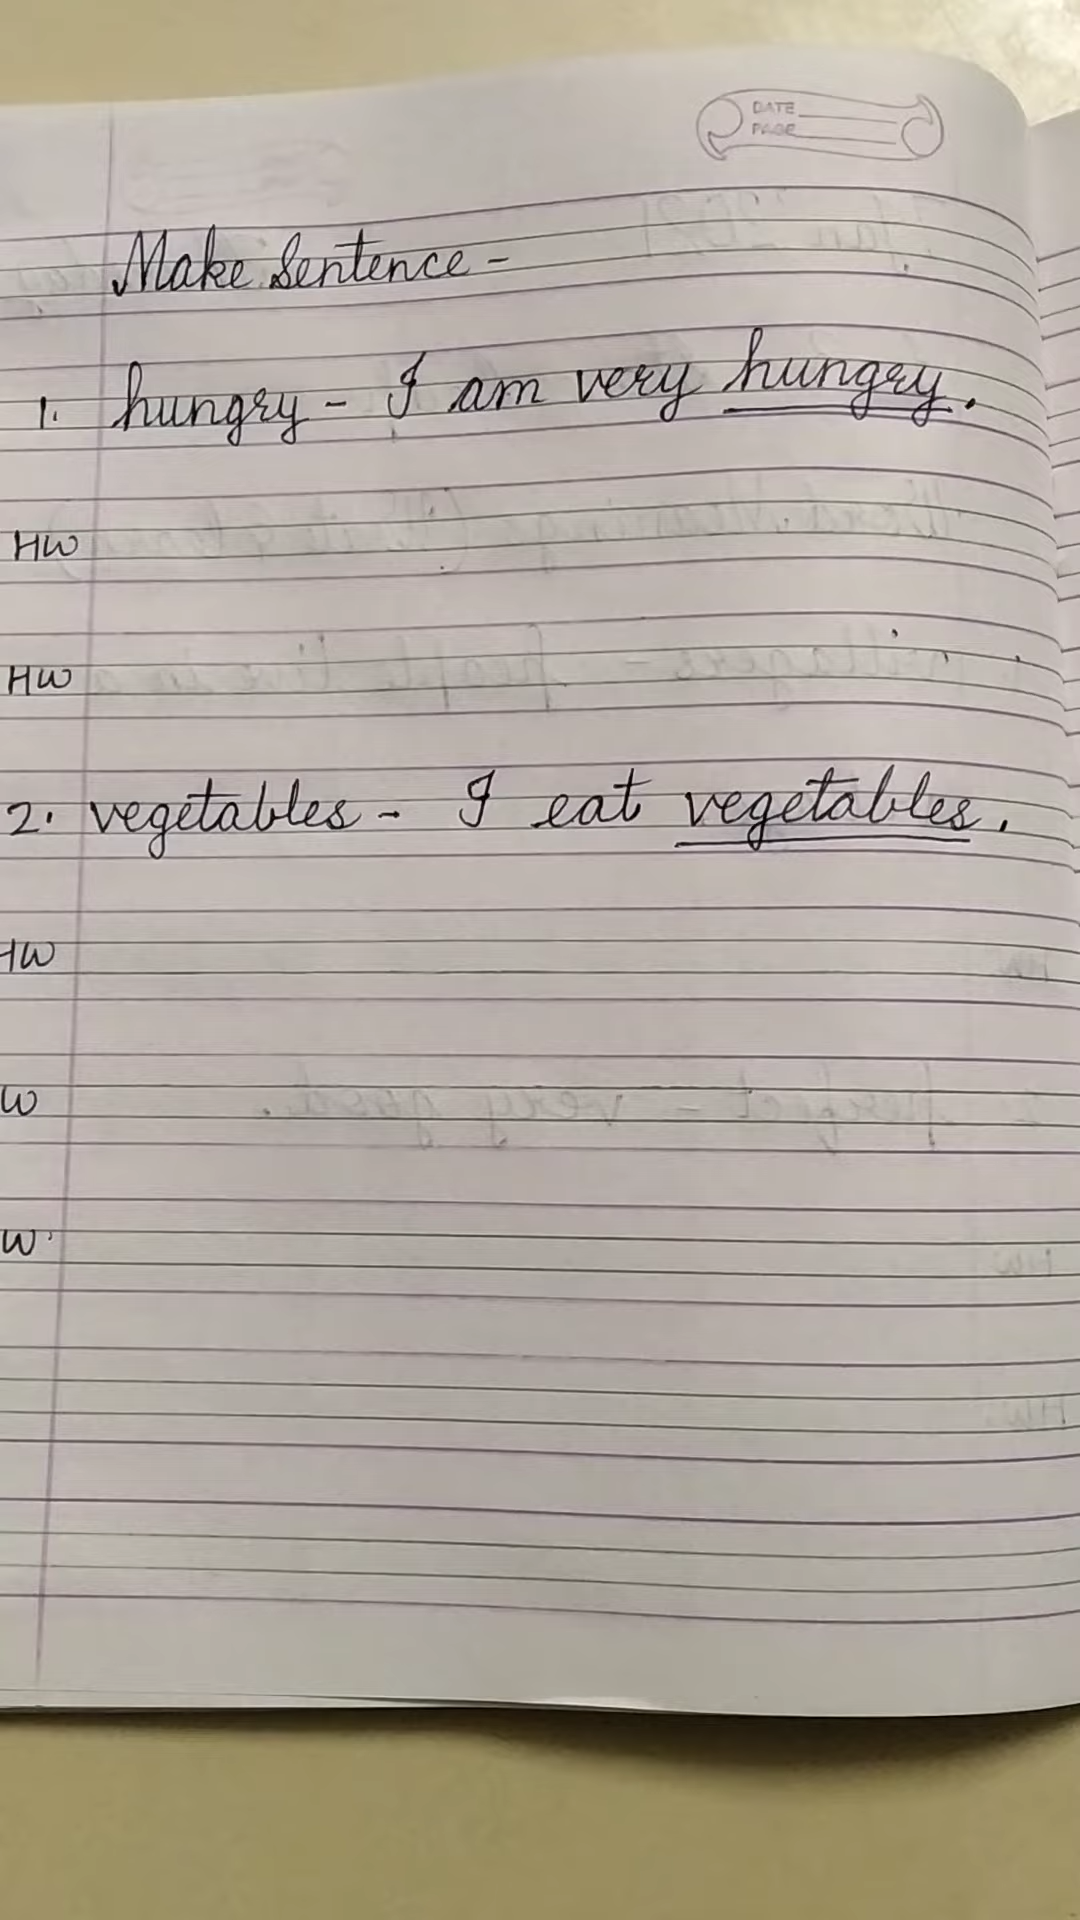 DATE
PAGE
Make Sentence -
1. hungry - I am very hungry.
HW
HW
2. vegetables - I eat vegetables.
HW
W
W